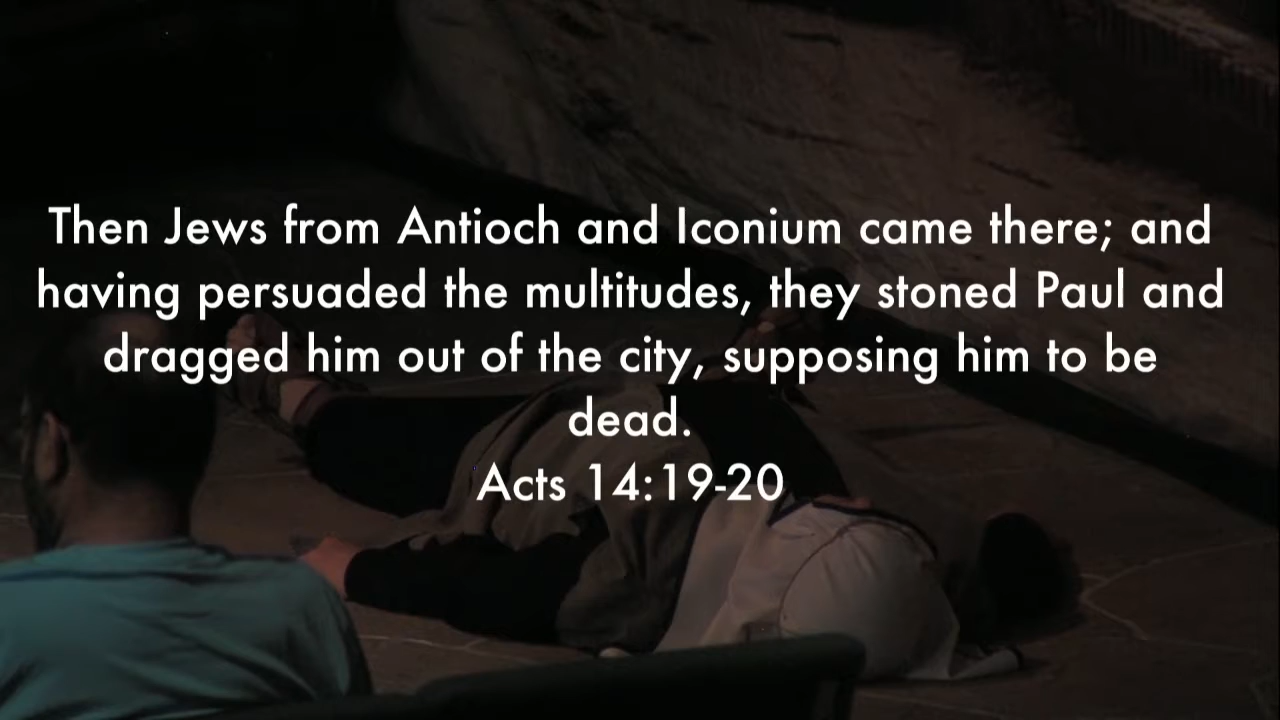 Then Jews from Antioch and Iconium came there; and
having persuaded the multitudes, they stoned Paul and
dragged him out of the city, supposing him to be
dead.
Acts 14:19-20